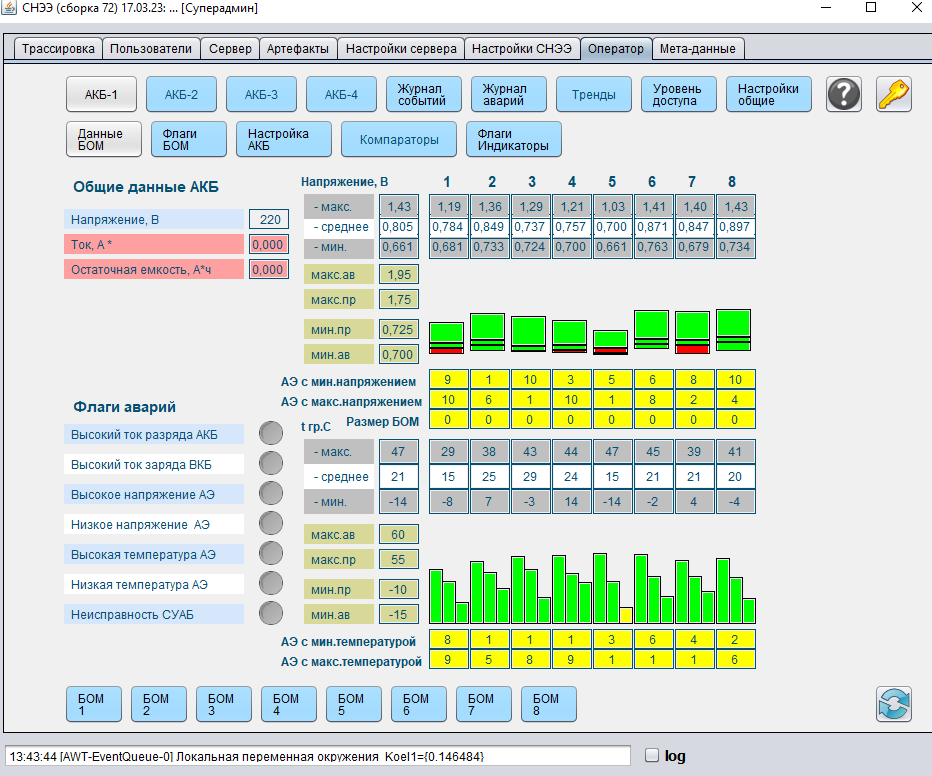 СНЭЭ (сборка 72) 17.03.23: ... [Суперадмин]
Трассировка Пользователи Сервер Артефакты Настройки сервера Настройки СНЭЭ Оператор Мета-данные
АКБ-1 АКБ-2 АКБ-3 АКБ-4 Журнал событий Журнал аварий Тренды Уровень доступа Настройки общие ?
Данные БОМ Флаги БОМ Настройка АКБ Компараторы Флаги Индикаторы
Общие данные АКБ
Напряжение, В 220
Ток, А * 0,000
Остаточная емкость, А*ч 0,000
Напряжение, В 1 2 3 4 5 6 7 8
- макс. 1,43 1,19 1,36 1,29 1,21 1,03 1,41 1,40 1,43
- среднее 0,805 0,784 0,849 0,737 0,757 0,700 0,871 0,847 0,897
- мин. 0,661 0,681 0,733 0,724 0,700 0,661 0,763 0,679 0,734
макс.ав 1,95
макс.пр 1,75
мин.пр 0,725
мин.ав 0,700
АЭ с мин.напряжением 9 1 10 3 5 6 8 10
АЭ с макс.напряжением 10 6 1 10 1 8 2 4
Размер БОМ 0 0 0 0 0 0 0 0
Флаги аварий
Высокий ток разряда АКБ
Высокий ток заряда ВКБ
Высокое напряжение АЭ
Низкое напряжение АЭ
Высокая температура АЭ
Низкая температура АЭ
Неисправность СУАБ
t гр.С
- макс. 47 29 38 43 44 47 45 39 41
- среднее 21 15 25 29 24 15 21 21 20
- мин. -14 -8 7 -3 14 -14 -2 4 -4
макс.ав 60
макс.пр 55
мин.пр -10
мин.ав -15
АЭ с мин.температурой 8 1 1 1 3 6 4 2
АЭ с макс.температурой 9 5 8 9 1 1 1 6
БОМ 1 БОМ 2 БОМ 3 БОМ 4 БОМ 5 БОМ 6 БОМ 7 БОМ 8
13:43:44 [AWT-EventQueue-0] Локальная переменная окружения Koel1={0.146484} log